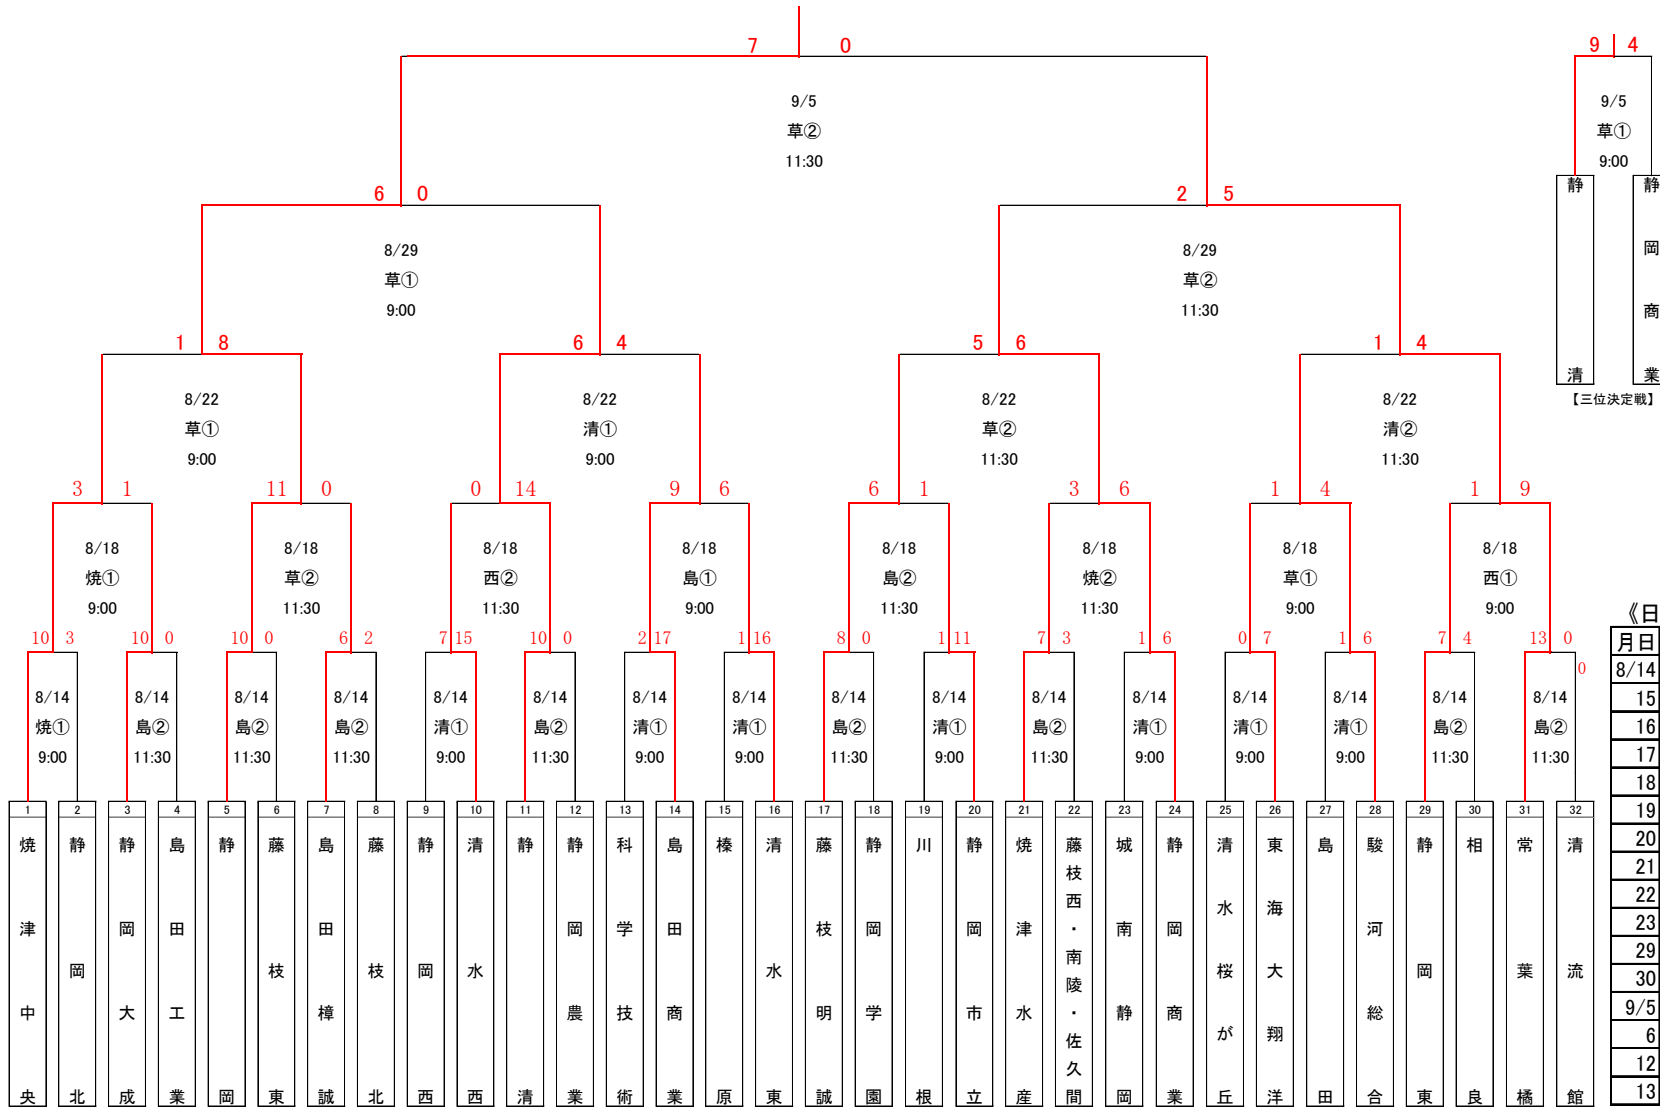 7 0
9 4
9/5
草②
11:30
9/5
草①
9:00
静清
静岡商業
【三位決定戦】
6 0
2 5
8/29
草①
9:00
8/29
草②
11:30
1 8
6 4
5 6
1 4
8/22
草①
9:00
8/22
清①
9:00
8/22
草②
11:30
8/22
清②
11:30
3 1
11 0
0 14
9 6
6 1
3 6
1 4
1 9
8/18
焼①
9:00
8/18
草②
11:30
8/18
西②
11:30
8/18
島①
9:00
8/18
島②
11:30
8/18
焼②
11:30
8/18
草①
9:00
8/18
西①
9:00
10 3
10 0
10 0
6 2
7 15
10 0
2 17
1 16
8 0
1 11
7 3
1 6
0 7
1 6
7 4
13 0
0
8/14
焼①
9:00
8/14
島②
11:30
8/14
島②
11:30
8/14
島②
11:30
8/14
清①
9:00
8/14
島②
11:30
8/14
清①
9:00
8/14
清①
9:00
8/14
島②
11:30
8/14
清①
9:00
8/14
島②
11:30
8/14
清①
9:00
8/14
清①
9:00
8/14
清①
9:00
8/14
島②
11:30
8/14
島②
11:30
1 焼津中央
2 静岡北
3 静岡大成
4 島田工業
5 静岡
6 藤枝東
7 島田樟誠
8 藤枝北
9 静岡西
10 清水西
11 静清
12 静岡農業
13 科学技術
14 島田商業
15 榛原
16 清水東
17 藤枝明誠
18 静岡学園
19 川根
20 静岡市立
21 焼津水産
22 藤枝西・南陵・佐久間
23 城南静岡
24 静岡商業
25 清水桜が丘
26 東海大翔洋
27 島田
28 駿河総合
29 静岡東
30 相良
31 常葉橘
32 清流館
《日
月日
8/14
15
16
17
18
19
20
21
22
23
29
30
9/5
6
12
13